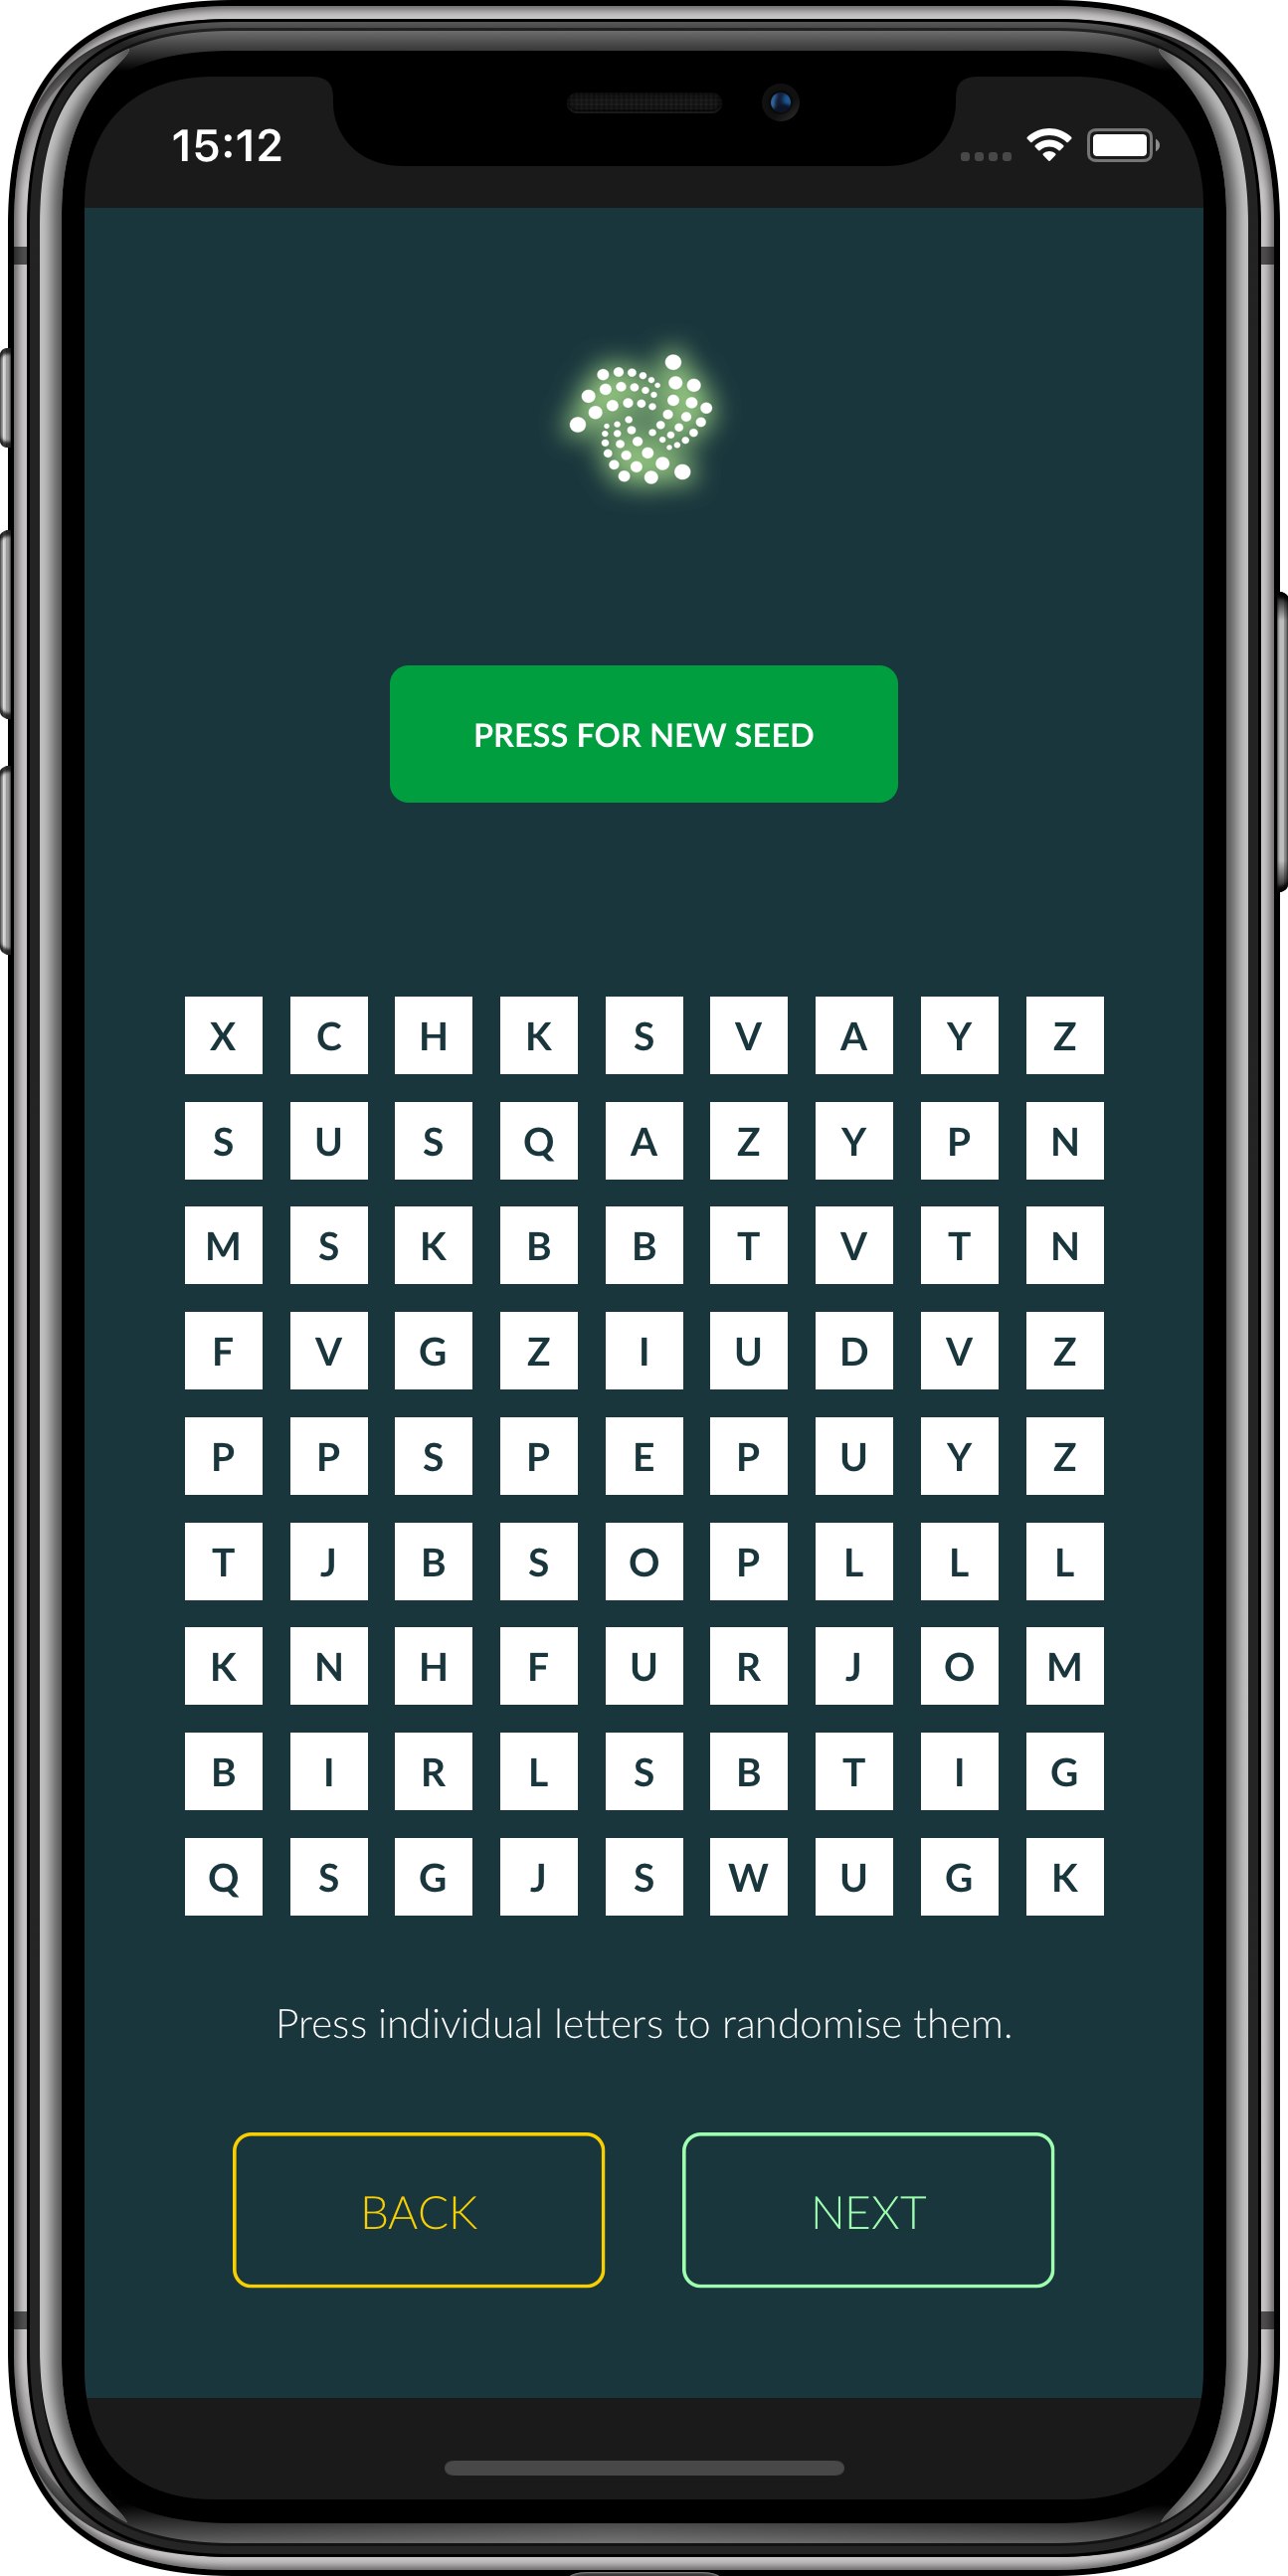 15:12
PRESS FOR NEW SEED
X C H K S V A Y Z
S U S Q A Z Y P N
M S K B B T V T N
F V G Z I U D V Z
P P S P E P U Y Z
T J B S O P L L L
K N H F U R J O M
B I R L S B T I G
Q S G J S W U G K
Press individual letters to randomise them.
BACK NEXT